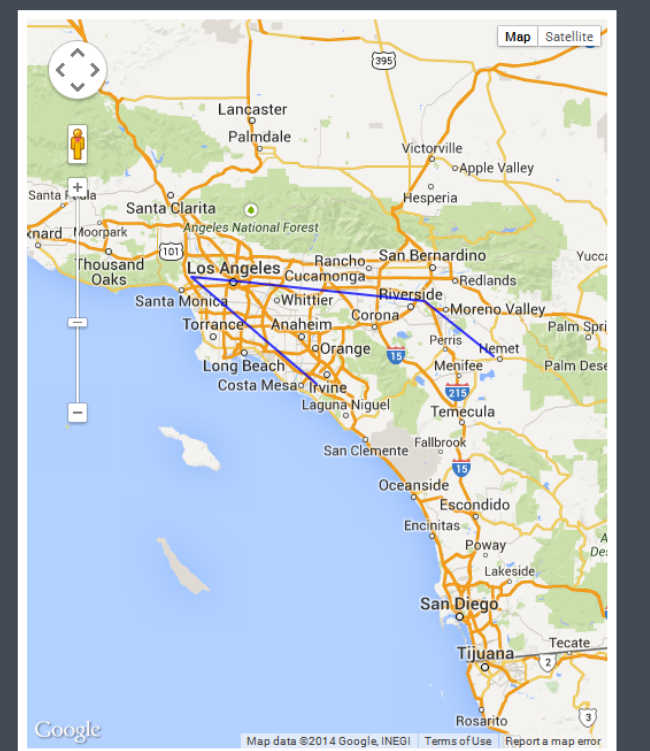 Map Satellite
395
Lancaster
Palmdale
Victorville
Apple Valley
Hesperia
Santa
Santa Clarita
Angeles National Forest
xnard Moorpark
101
Thousand
Oaks
Los Angeles
Rancho
Cucamonga
San Bernardino
Redlands
Yucca
Santa Monica
Whittier
Riverside
Moreno Valley
Torrance
Anaheim
Corona
Palm Spri
Orange
15
Perris
Hemet
Long Beach
Menifee
Palm Dese
Costa Mesa
Irvine
215
Laguna Niguel
Temecula
San Clemente
Fallbrook
15
Oceanside
Escondido
Encinitas
Poway
A
De
Lakeside
San Diego
Tijuana
Tecate
2
Rosarito
3
Google
Map data ©2014 Google, INEGI Terms of Use Report a map error